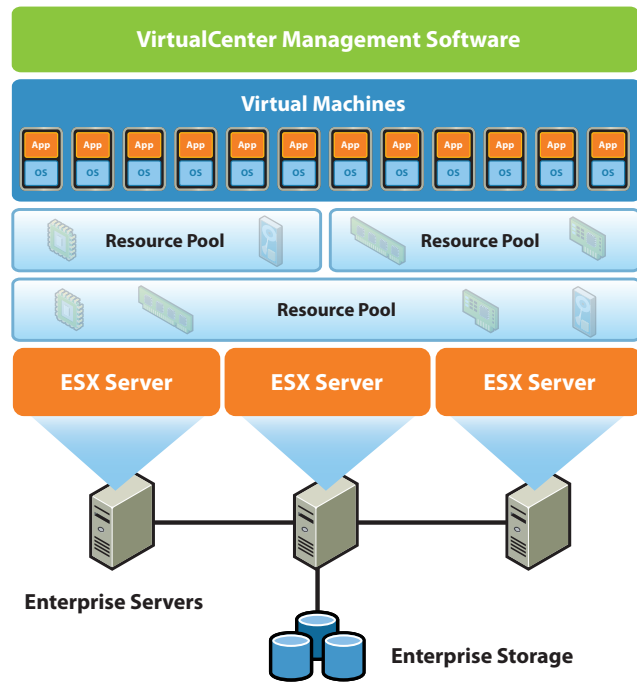 VirtualCenter Management Software
Virtual Machines
App App App App App App App App App App App App
OS OS OS OS OS OS OS OS OS OS OS OS
Resource Pool Resource Pool
Resource Pool
ESX Server ESX Server ESX Server
Enterprise Servers
Enterprise Storage